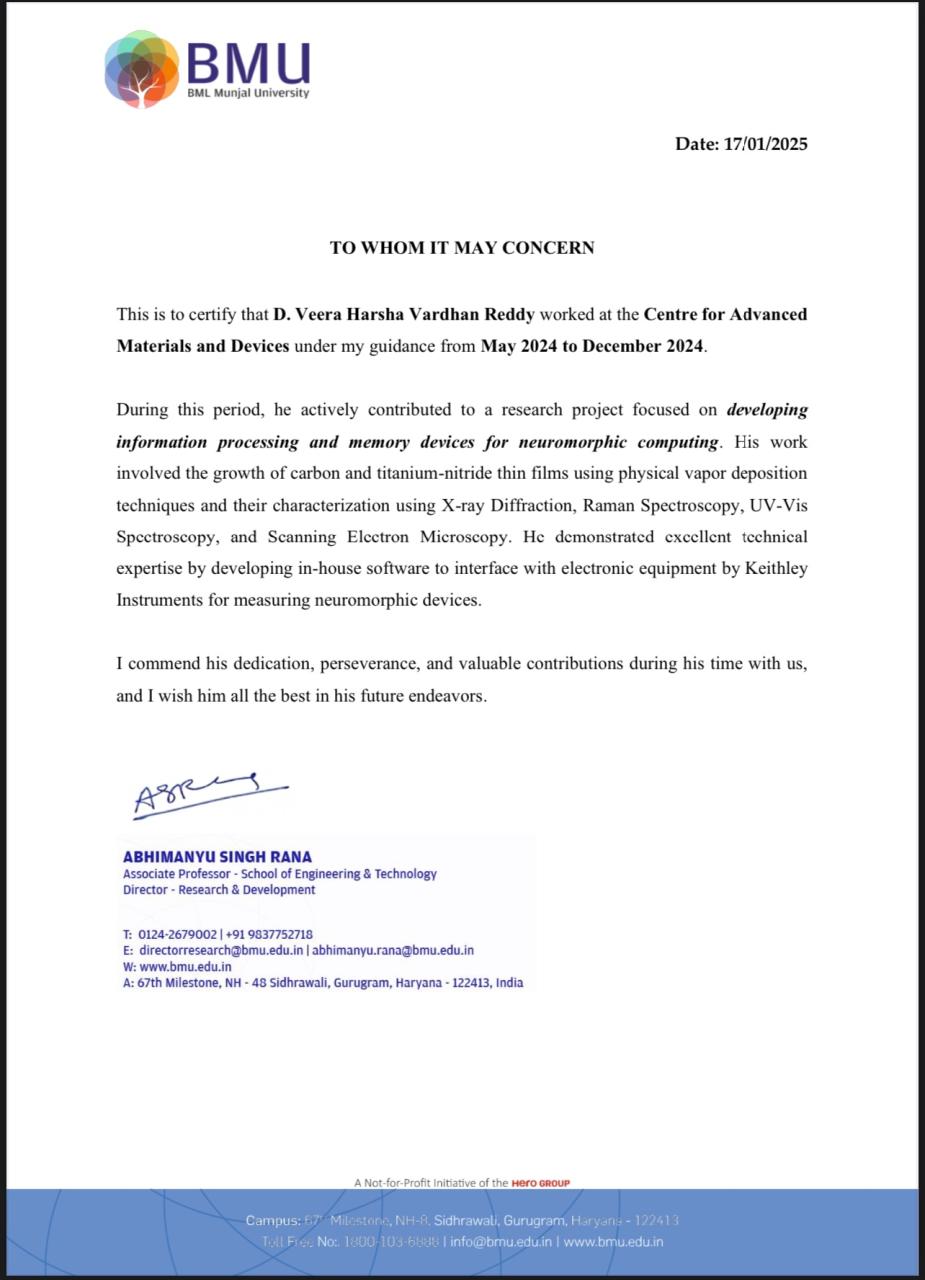 BMU
BML Munjal University
Date: 17/01/2025
TO WHOM IT MAY CONCERN
This is to certify that D. Veera Harsha Vardhan Reddy worked at the Centre for Advanced
Materials and Devices under my guidance from May 2024 to December 2024.
During this period, he actively contributed to a research project focused on developing
information processing and memory devices for neuromorphic computing. His work
involved the growth of carbon and titanium-nitride thin films using physical vapor deposition
techniques and their characterization using X-ray Diffraction, Raman Spectroscopy, UV-Vis
Spectroscopy, and Scanning Electron Microscopy. He demonstrated excellent technical
expertise by developing in-house software to interface with electronic equipment by Keithley
Instruments for measuring neuromorphic devices.
I commend his dedication, perseverance, and valuable contributions during his time with us,
and I wish him all the best in his future endeavors.
ABHIMANYU SINGH RANA
Associate Professor - School of Engineering & Technology
Director - Research & Development
T: 0124-2679002 | +91 9837752718
E: directorresearch@bmu.edu.in | abhimanyu.rana@bmu.edu.in
W: www.bmu.edu.in
A: 67th Milestone, NH - 48 Sidhrawali, Gurugram, Haryana - 122413, India
A Not-for-Profit Initiative of the Hero GROUP
Campus: 67th Milestone, NH-8, Sidhrawali, Gurugram, Haryana - 122413
Toll Free No:. 1800-103-6888 | info@bmu.edu.in | www.bmu.edu.in